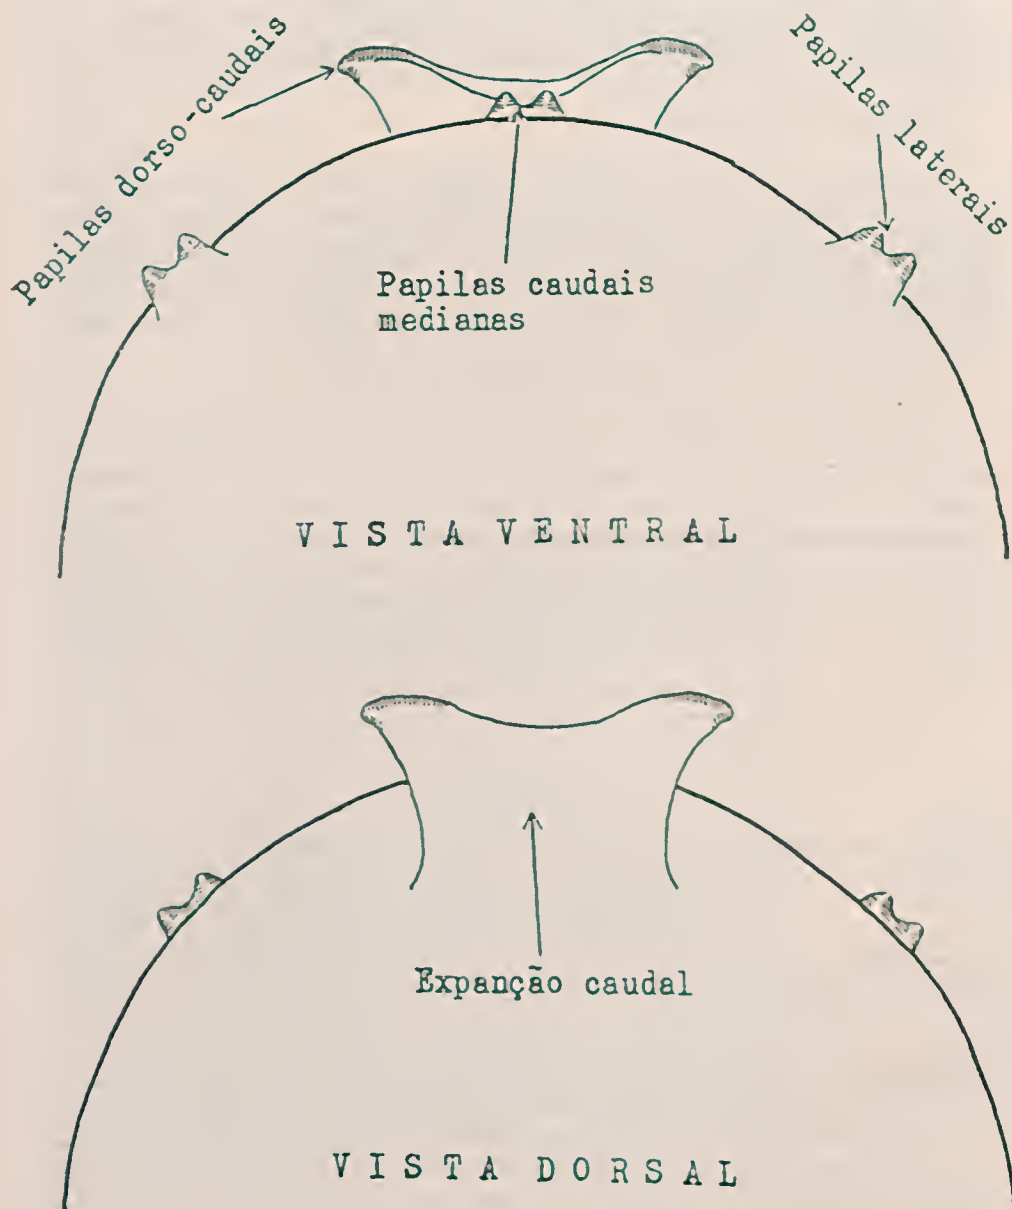 Papilas dorso-caudais
Papilas laterais
Papilas caudais
medianas
VISTA VENTRAL
Expanção caudal
VISTA DORSAL